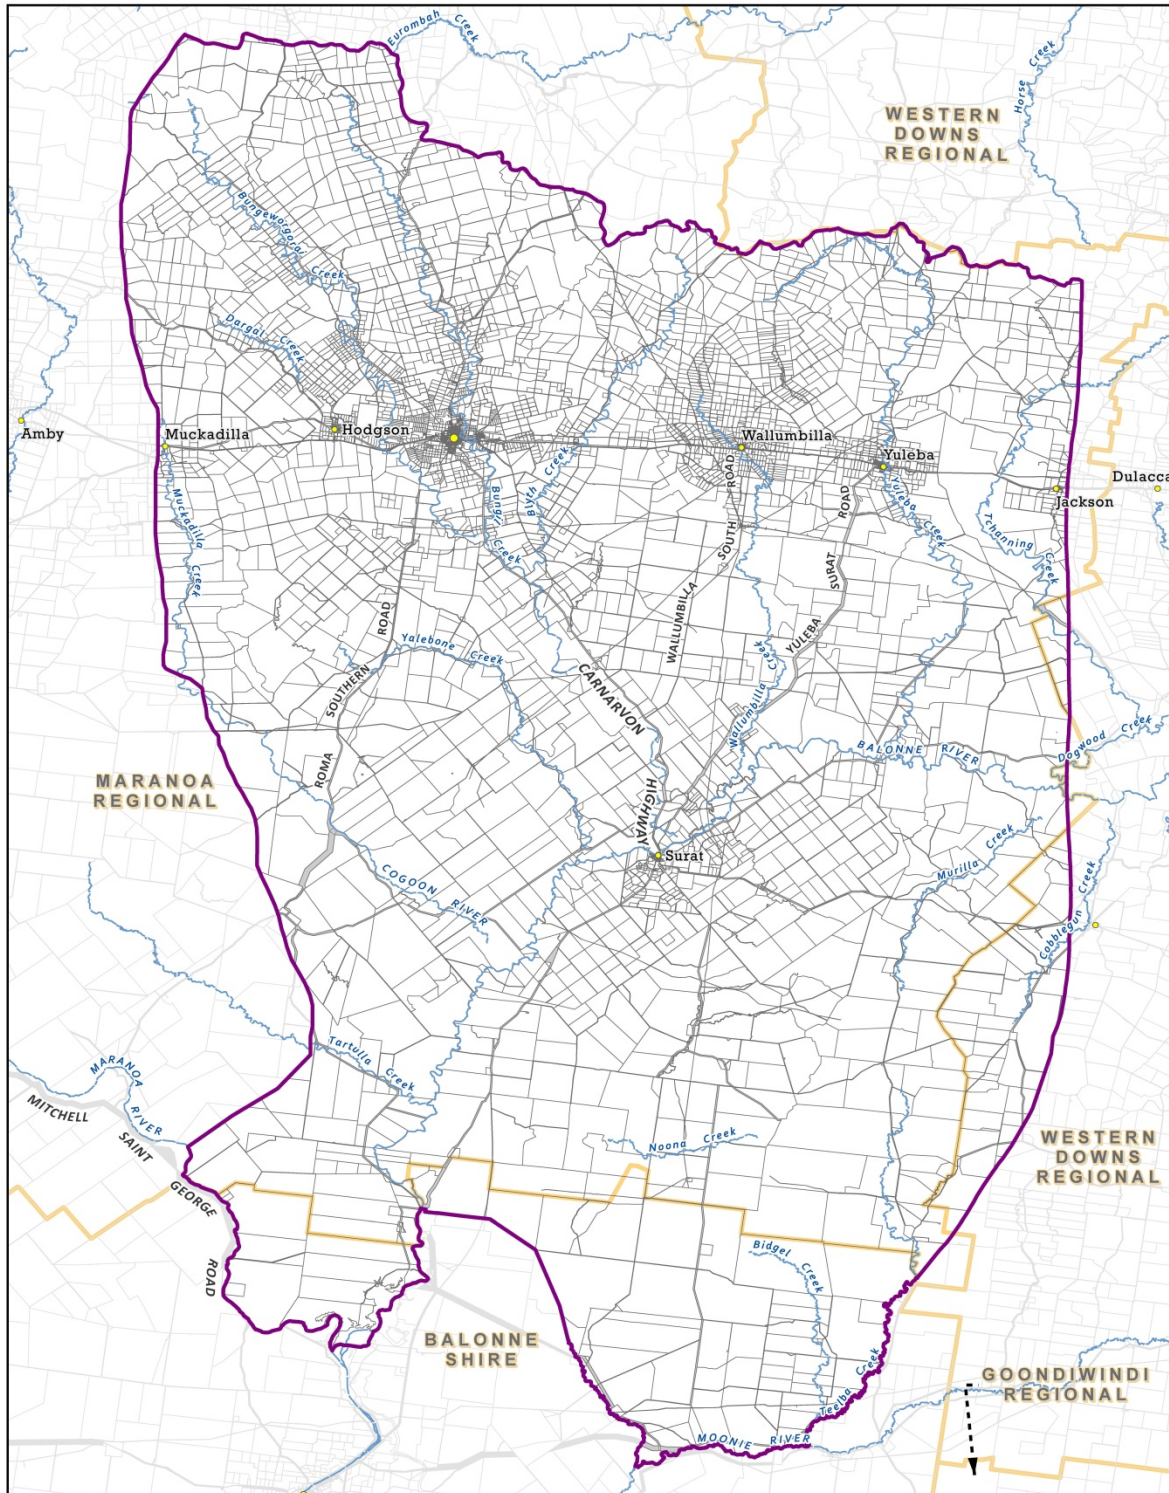 Eurombah Creek
Horse Creek
WESTERN
DOWNS
REGIONAL
Bungeworgorai Creek
Dargal Creek
Amby
Muckadilla
Hodgson
Wallumbilla
Yuleba
Dulacca
Jackson
Muckadilla Creek
Bungil Creek
Blyth Creek
WALLUMBILLA SOUTH ROAD
YULEBA SURAT ROAD
Yuleba Creek
Tchanning Creek
ROMA SOUTHERN ROAD
Yalebone Creek
CARNARVON HIGHWAY
Wallumbilla Creek
BALONNE RIVER
Dogwood Creek
MARANOA
REGIONAL
Surat
Murilla Creek
COGOON RIVER
Cobblegun Creek
Tartulla Creek
MARANOA RIVER
MITCHELL SAINT GEORGE ROAD
Noona Creek
WESTERN
DOWNS
REGIONAL
Bidgel Creek
BALONNE
SHIRE
Teelba Creek
GOONDIWINDI
REGIONAL
MOONIE RIVER